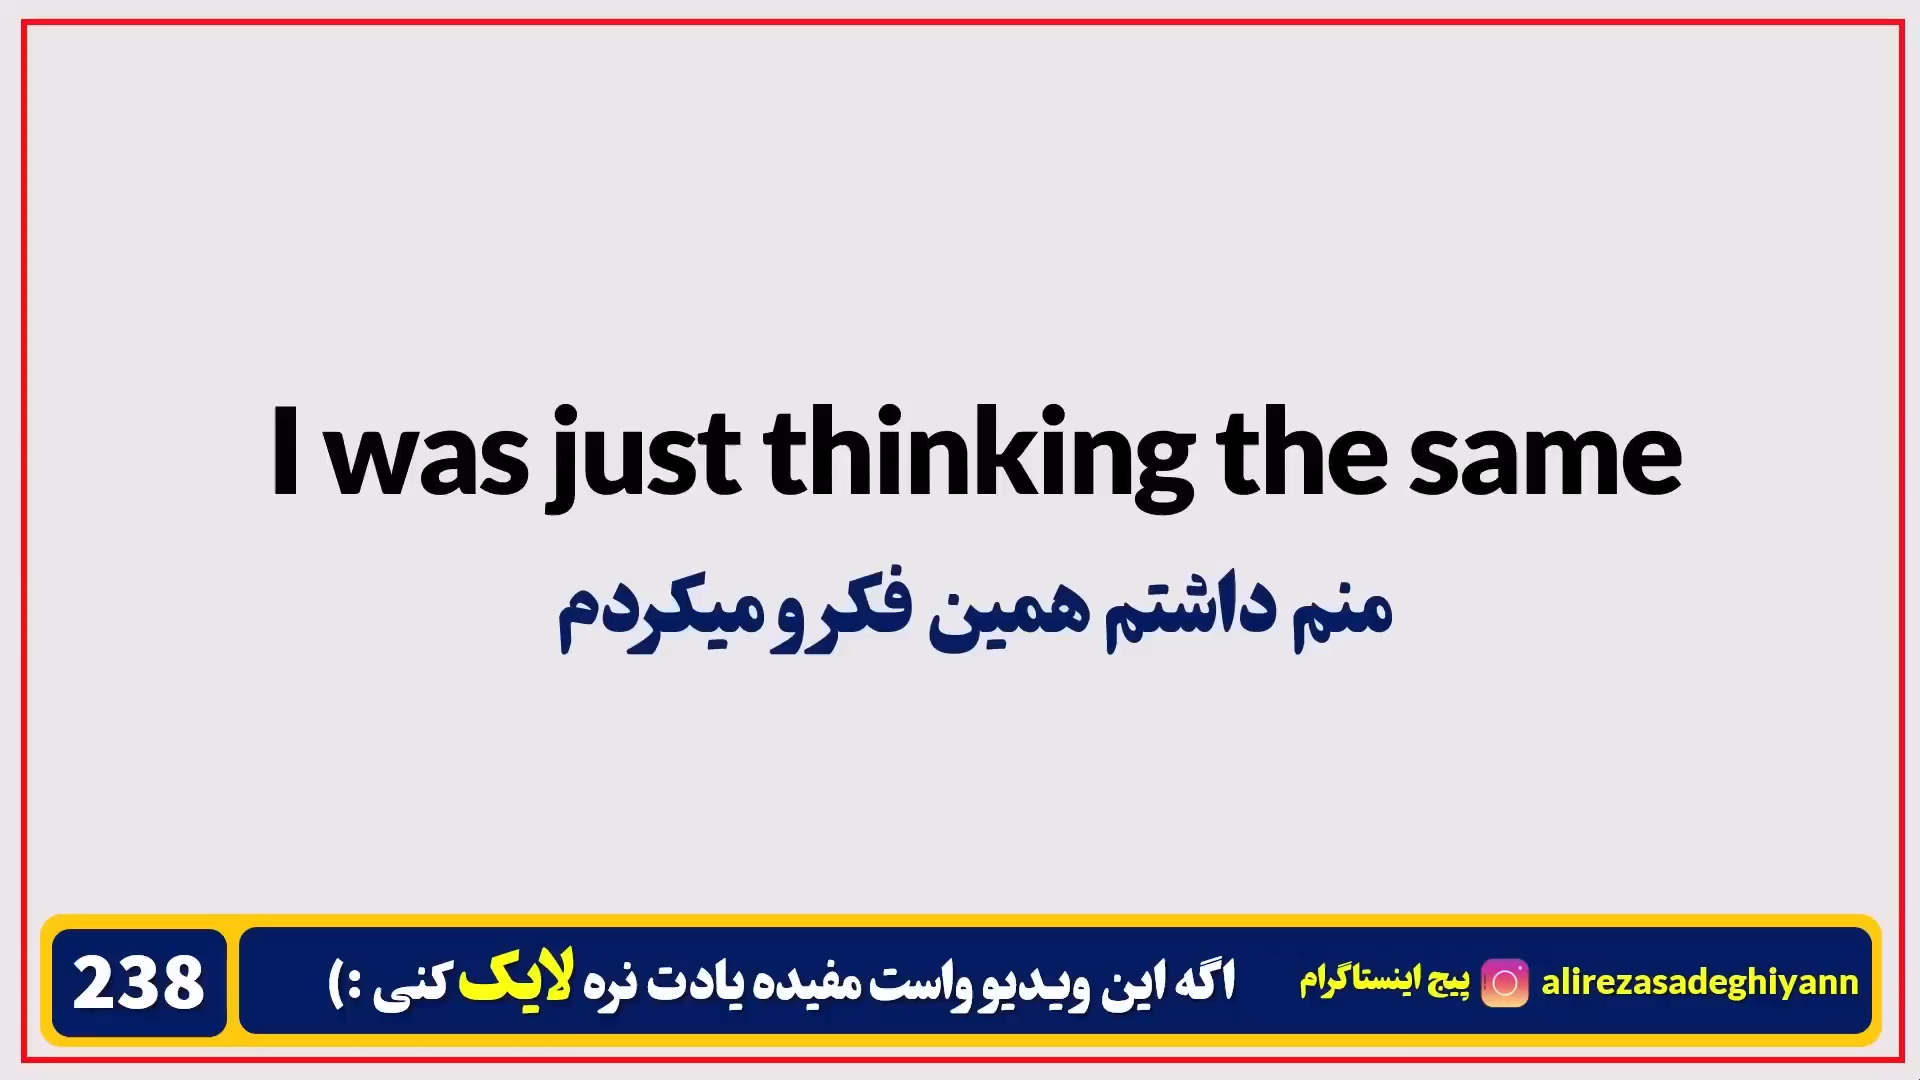 I was just thinking the same
منم داشتم همین فکرو میکردم
238
اگه این ویدیو واست مفیده یادت نره لایک کنی :)
پیج اینستاگرام
alirezasadeghiyann